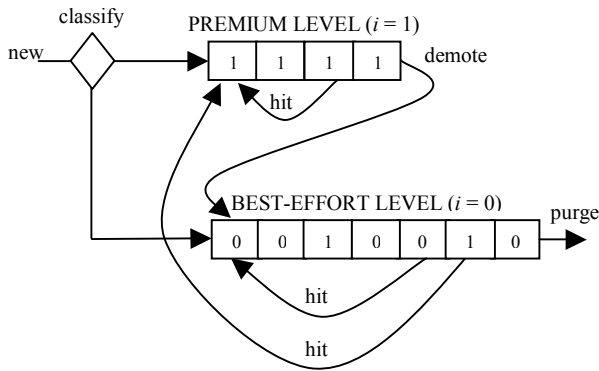 classify
new
PREMIUM LEVEL (i = 1)
1 1 1 1
demote
hit
BEST-EFFORT LEVEL (i = 0)
0 0 1 0 0 1 0
purge
hit
hit